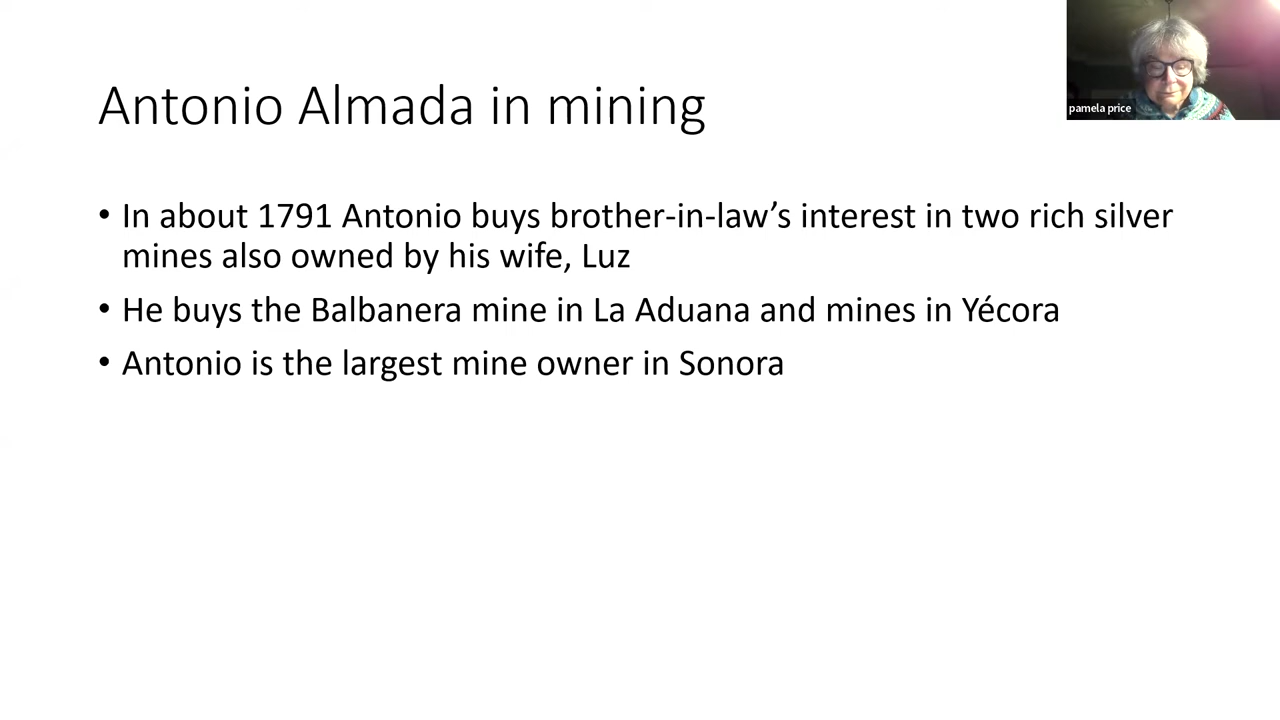 Antonio Almada in mining
pamela price
• In about 1791 Antonio buys brother-in-law’s interest in two rich silver
mines also owned by his wife, Luz
• He buys the Balbanera mine in La Aduana and mines in Yécora
• Antonio is the largest mine owner in Sonora